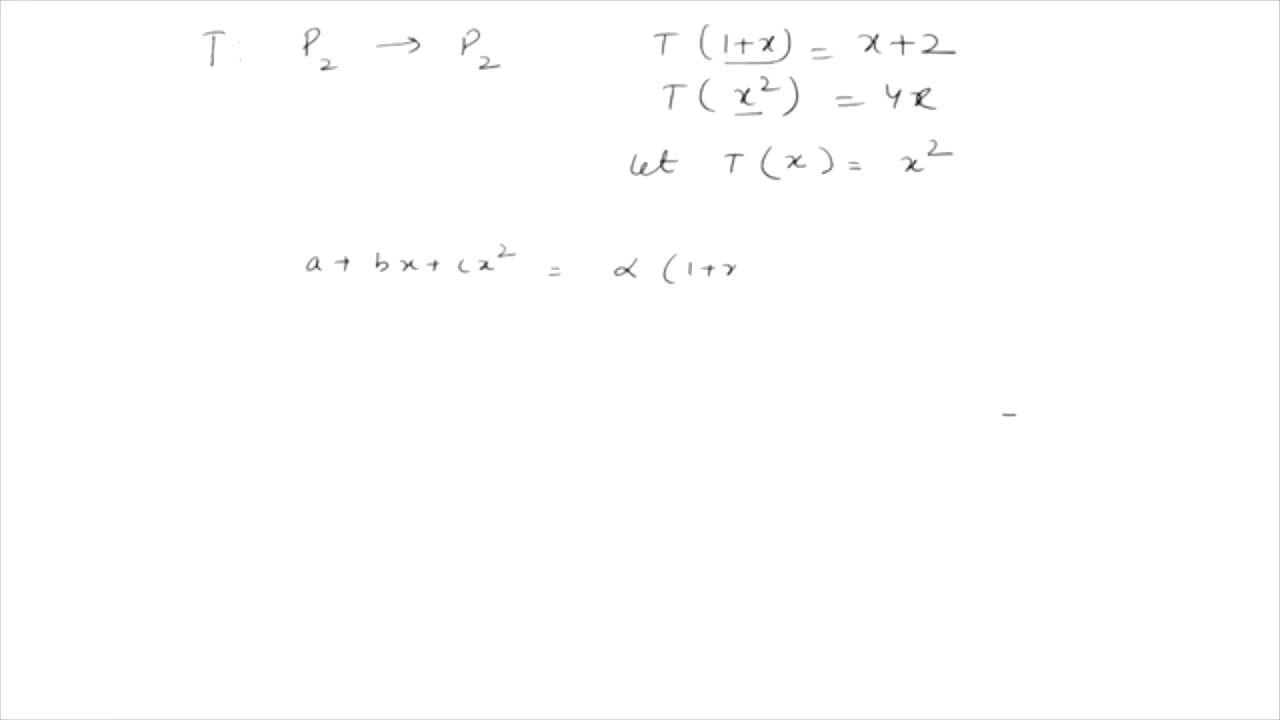 T: P₂ → P₂ T(1+x) = x+2
T(x²) = 4x
let T(x) = x²
a + bx + cx² = α (1+x
-